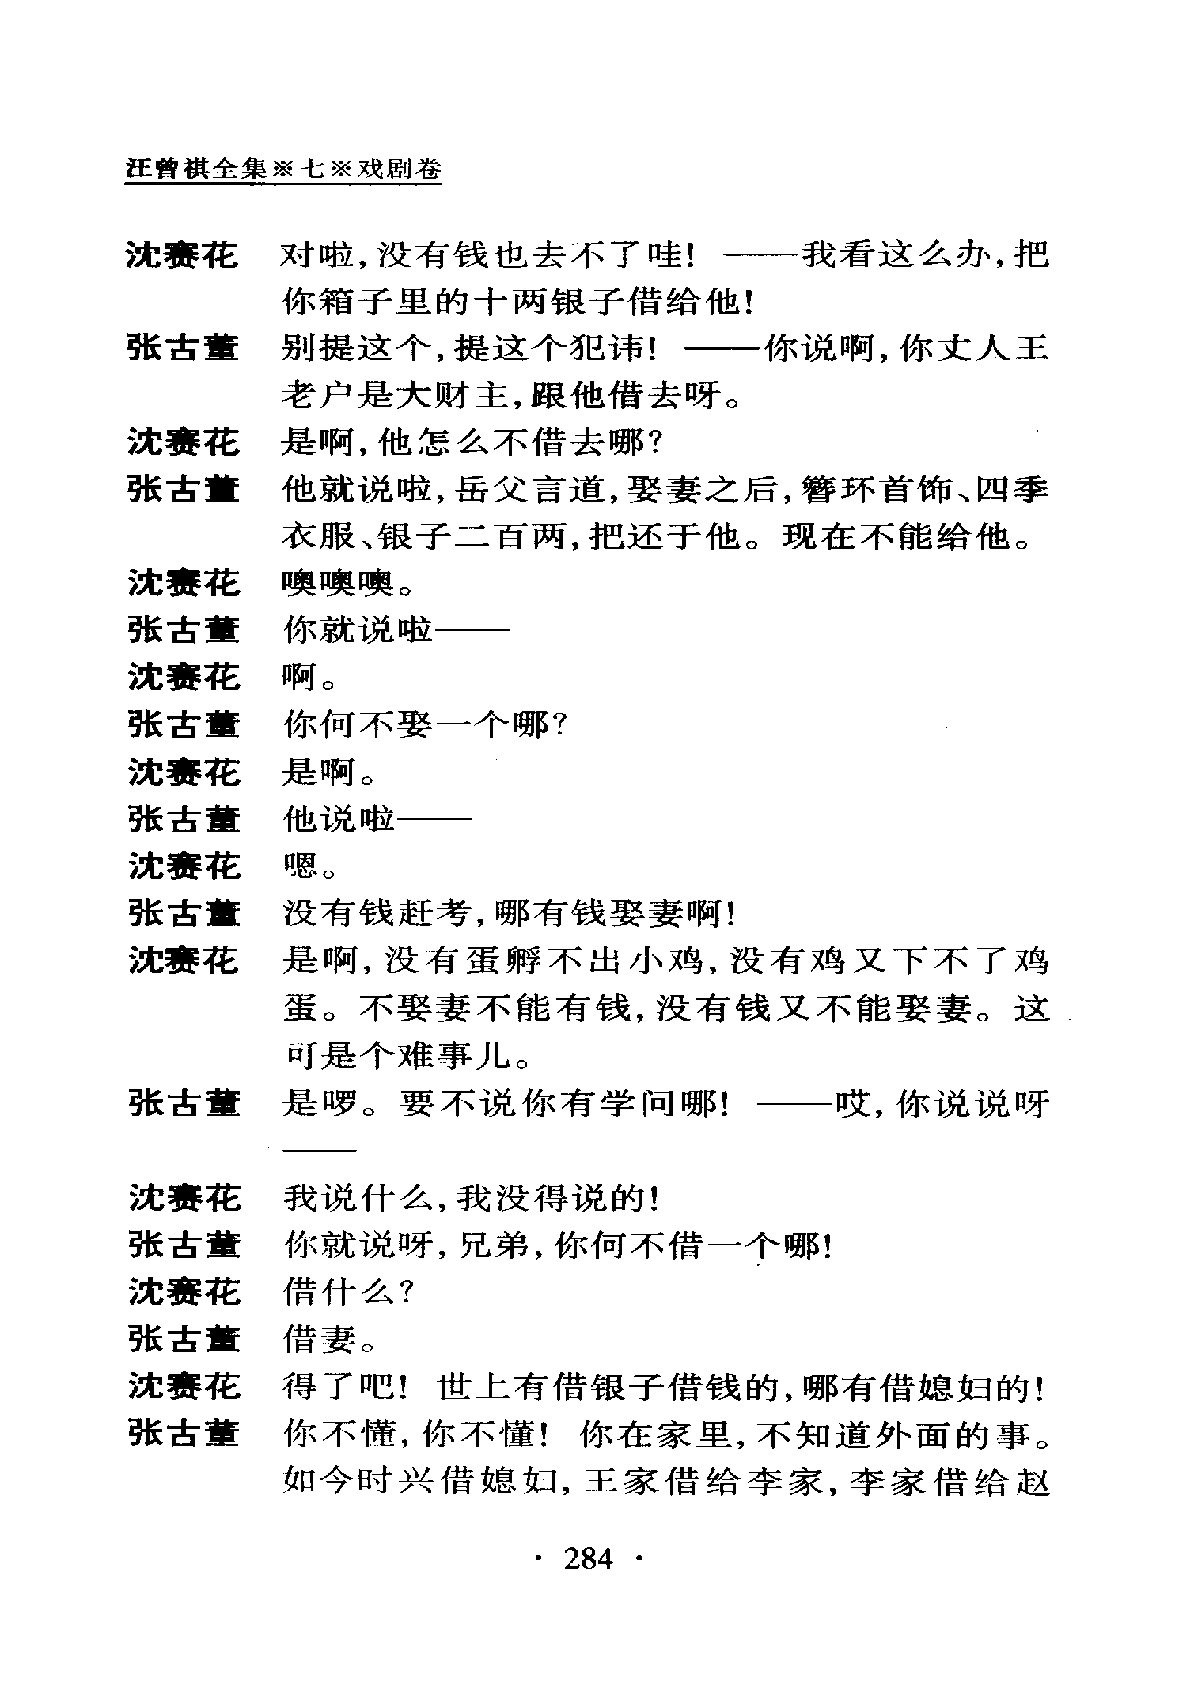 汪曾祺全集※七※戏剧卷
沈赛花 对啦,没有钱也去不了哇! ——我看这么办,把
你箱子里的十两银子借给他!
张古董 别提这个,提这个犯讳! ——你说啊,你丈人王
老户是大财主,跟他借去呀。
沈赛花 是啊,他怎么不借去哪?
张古董 他就说啦,岳父言道,娶妻之后,簪环首饰、四季
衣服、银子二百两,把还于他。现在不能给他。
沈赛花 噢噢噢。
张古董 你就说啦——
沈赛花 啊。
张古董 你何不娶一个哪?
沈赛花 是啊。
张古董 他说啦——
沈赛花 嗯。
张古董 没有钱赶考,哪有钱娶妻啊!
沈赛花 是啊,没有蛋孵不出小鸡,没有鸡又下不了鸡
蛋。不娶妻不能有钱,没有钱又不能娶妻。这
可是个难事儿。
张古董 是啰。要不说你有学问哪! ——哎,你说说呀
——
沈赛花 我说什么,我没得说的!
张古董 你就说呀,兄弟,你何不借一个哪!
沈赛花 借什么?
张古董 借妻。
沈赛花 得了吧! 世上有借银子借钱的,哪有借媳妇的!
张古董 你不懂,你不懂! 你在家里,不知道外面的事。
如今时兴借媳妇,王家借给李家,李家借给赵
· 284 ·